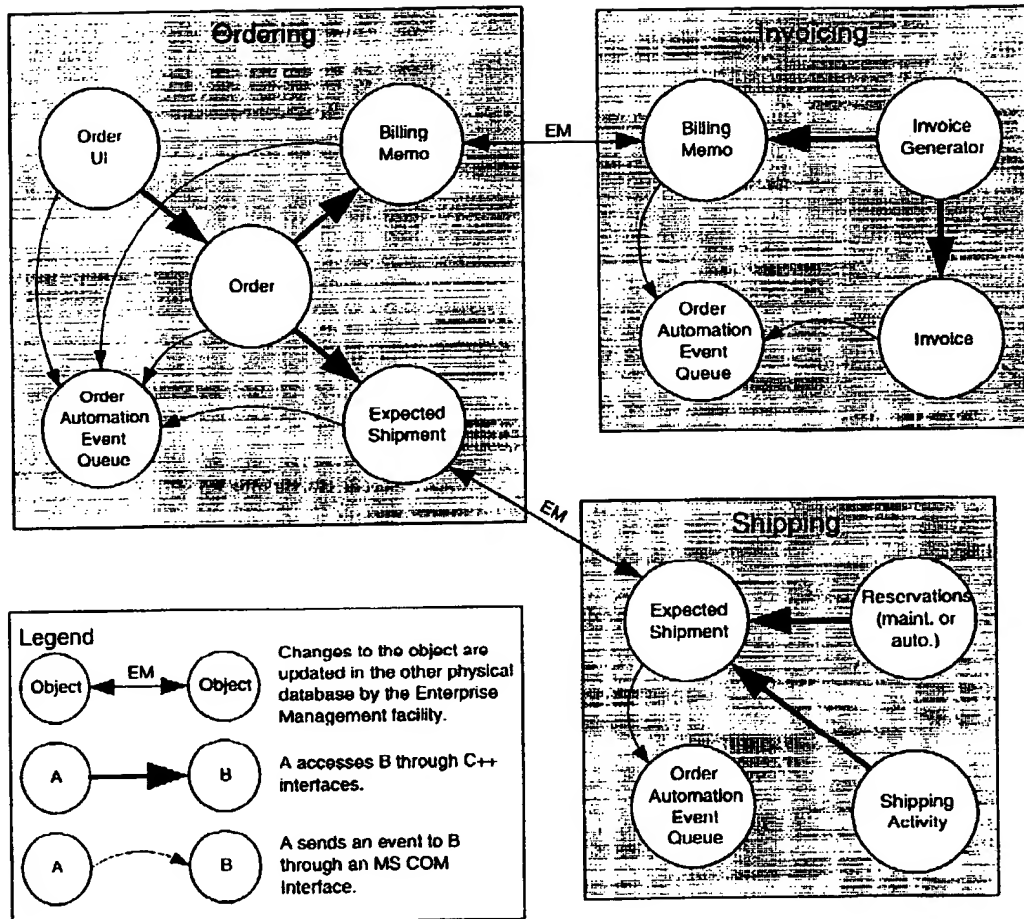 Ordering
Order
UI
Billing
Memo
Order
Order
Automation
Event
Queue
Expected
Shipment
EM
Invoicing
Billing
Memo
Invoice
Generator
Order
Automation
Event
Queue
Invoice
EM
Shipping
Expected
Shipment
Reservations
(maint. or
auto.)
Order
Automation
Event
Queue
Shipping
Activity
Legend
Object
EM
Object
Changes to the object are
updated in the other physical
database by the Enterprise
Management facility.
A
B
A accesses B through C++
interfaces.
A
B
A sends an event to B
through an MS COM
Interface.